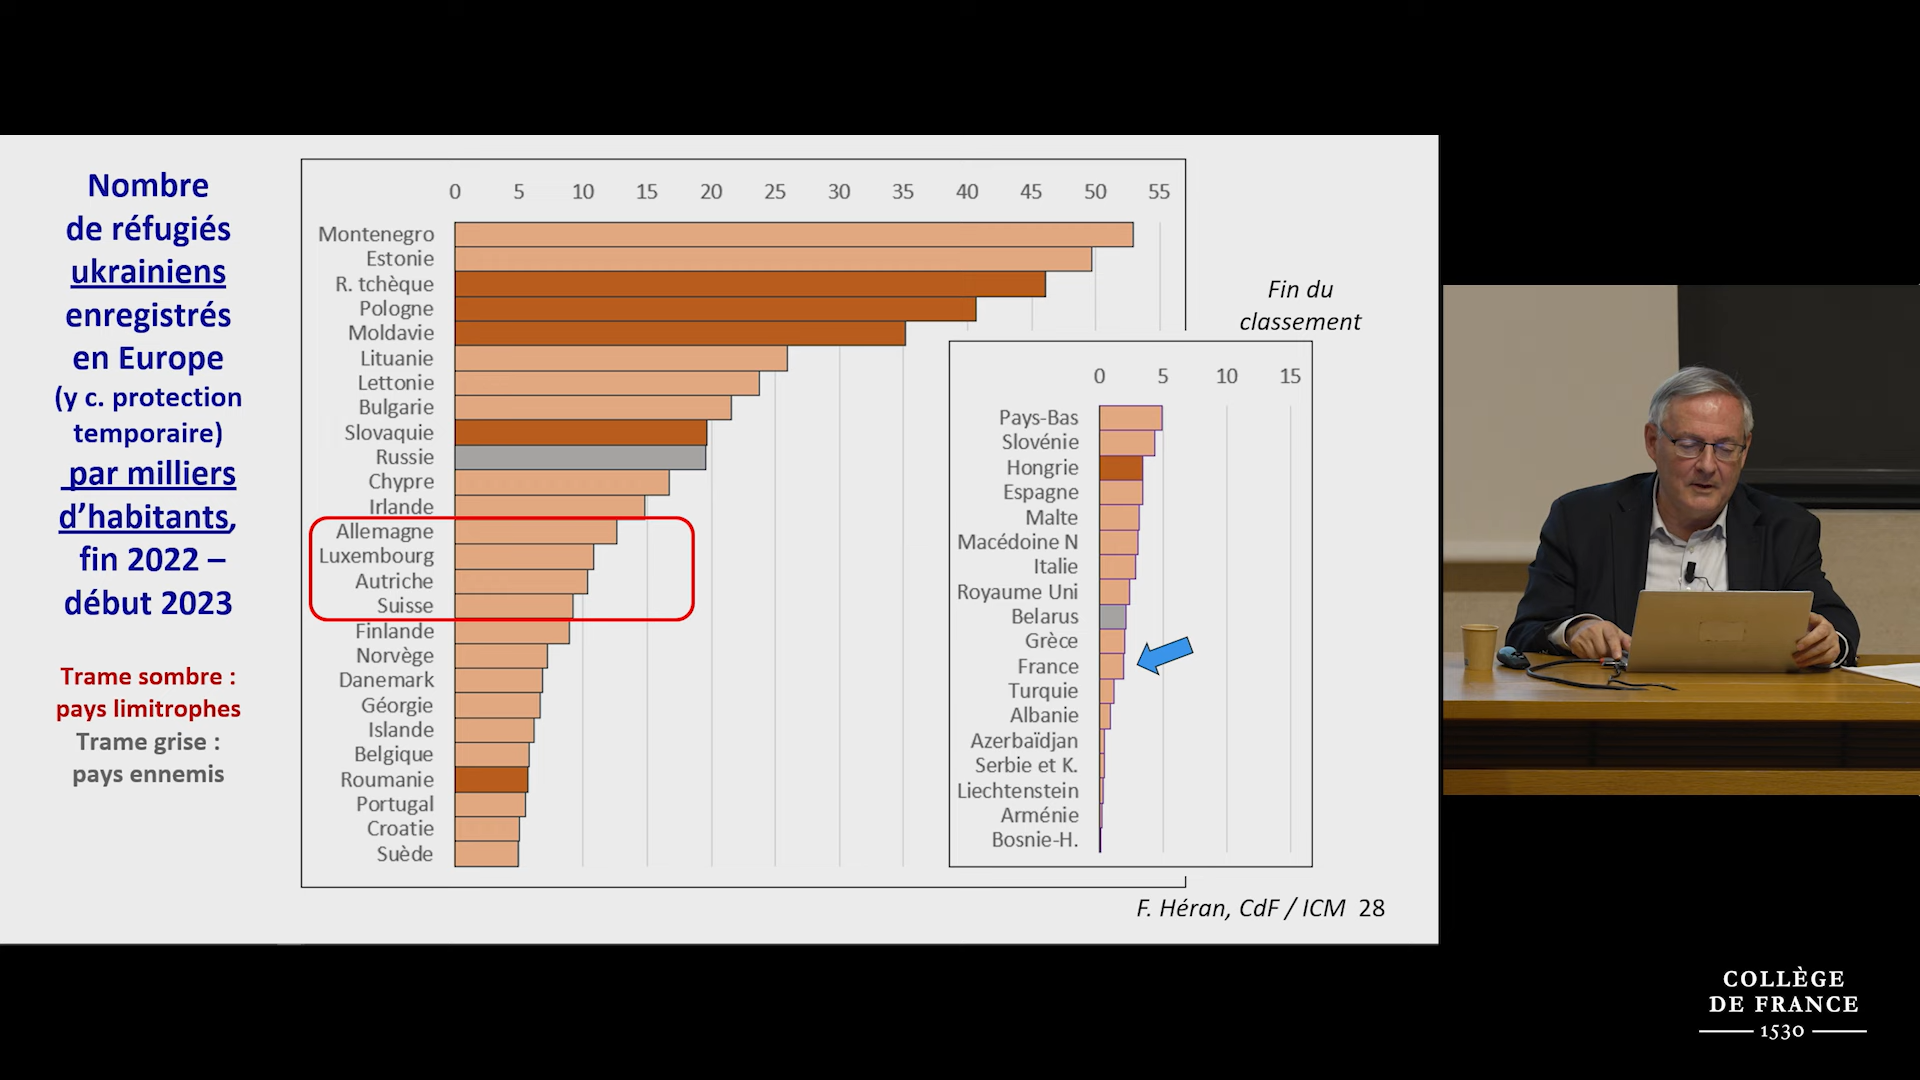 Nombre
de réfugiés
ukrainiens
enregistrés
en Europe
(y c. protection
temporaire)
par milliers
d'habitants,
fin 2022 –
début 2023
Trame sombre :
pays limitrophes
Trame grise :
pays ennemis
0 5 10 15 20 25 30 35 40 45 50 55
Montenegro
Estonie
R. tchèque
Pologne
Moldavie
Lituanie
Lettonie
Bulgarie
Slovaquie
Russie
Chypre
Irlande
Allemagne
Luxembourg
Autriche
Suisse
Finlande
Norvège
Danemark
Géorgie
Islande
Belgique
Roumanie
Portugal
Croatie
Suède
Fin du
classement
0 5 10 15
Pays-Bas
Slovénie
Hongrie
Espagne
Malte
Macédoine N
Italie
Royaume Uni
Belarus
Grèce
France
Turquie
Albanie
Azerbaïdjan
Serbie et K.
Liechtenstein
Arménie
Bosnie-H.
F. Héran, CdF / ICM 28
COLLÈGE
DE FRANCE
1530